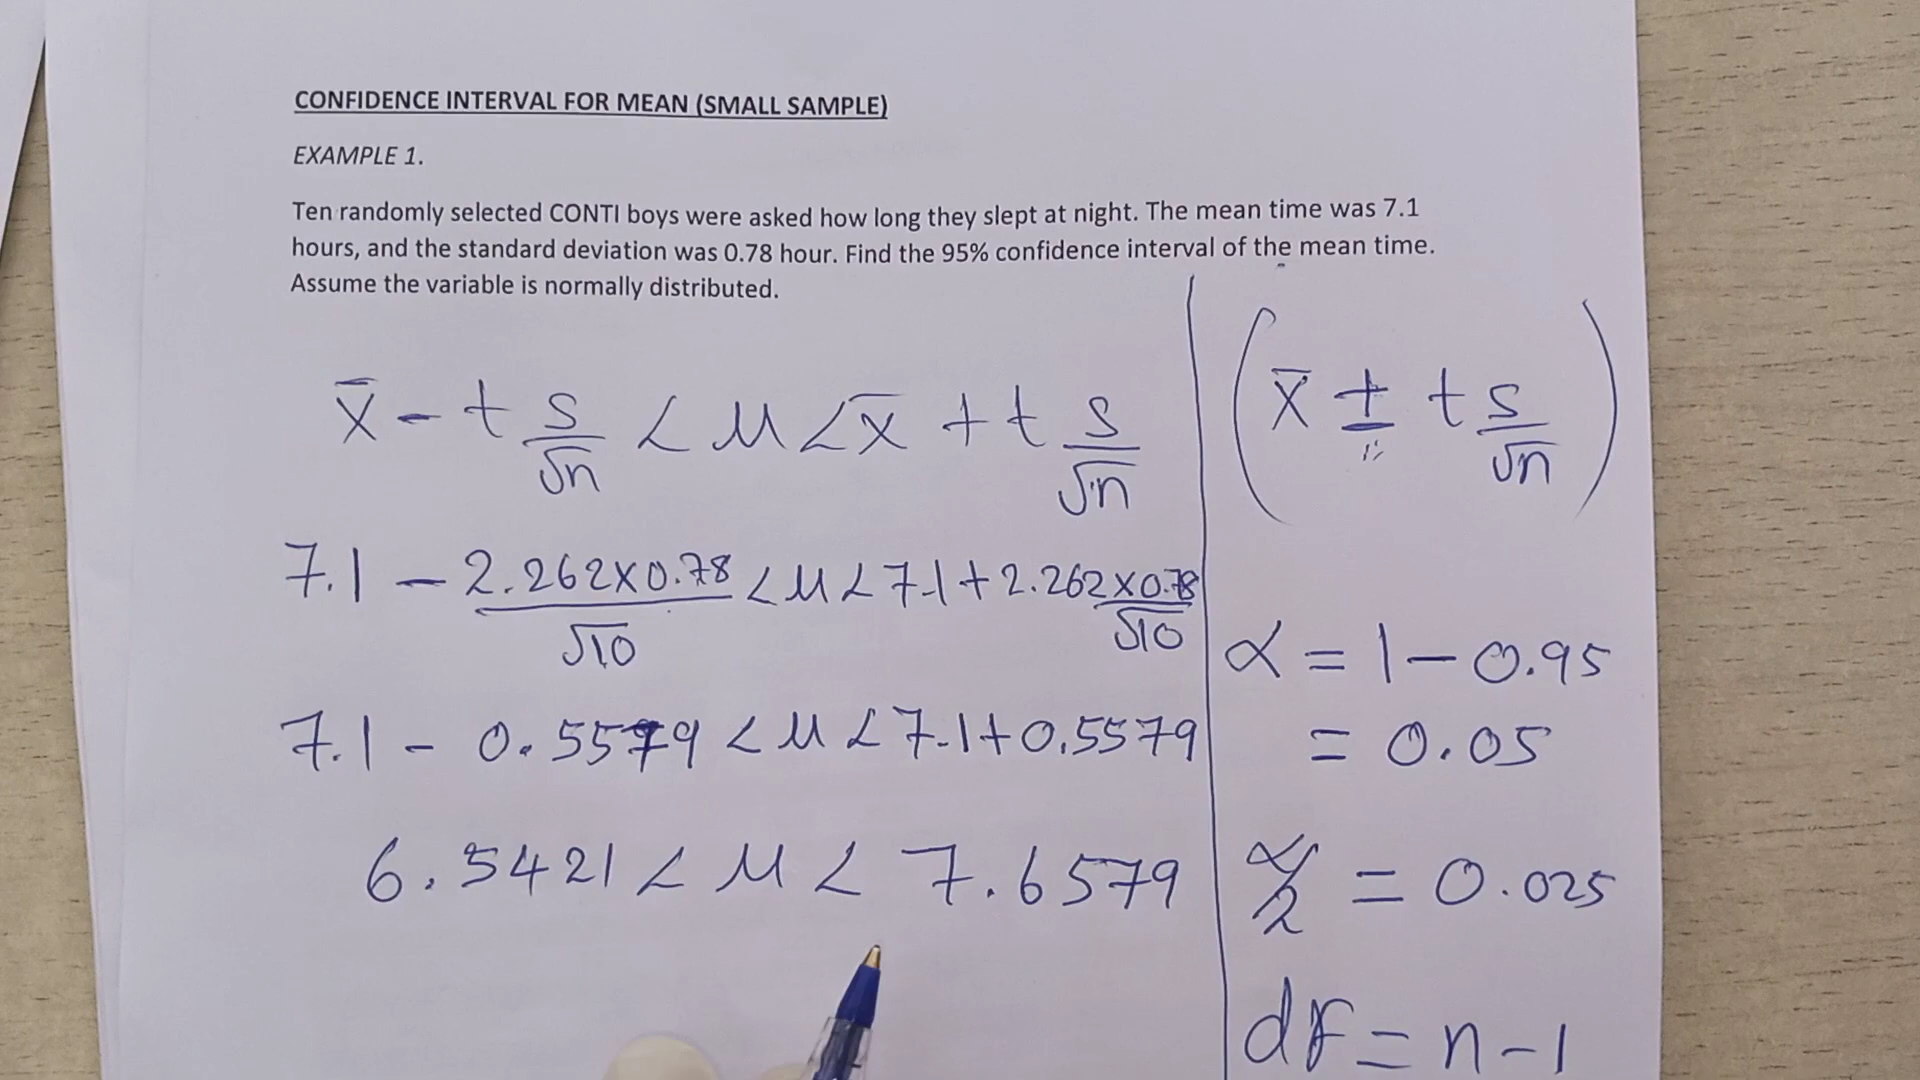 CONFIDENCE INTERVAL FOR MEAN (SMALL SAMPLE)
EXAMPLE 1.
Ten randomly selected CONTI boys were asked how long they slept at night. The mean time was 7.1
hours, and the standard deviation was 0.78 hour. Find the 95% confidence interval of the mean time.
Assume the variable is normally distributed.
x̄ - t s/√n < μ < x̄ + t s/√n
7.1 - 2.262×0.78/√10 < μ < 7.1 + 2.262×0.78/√10
7.1 - 0.5579 < μ < 7.1 + 0.5579
6.5421 < μ < 7.6579
(x̄ ± t s/√n)
α = 1 - 0.95
= 0.05
α/2 = 0.025
df = n - 1